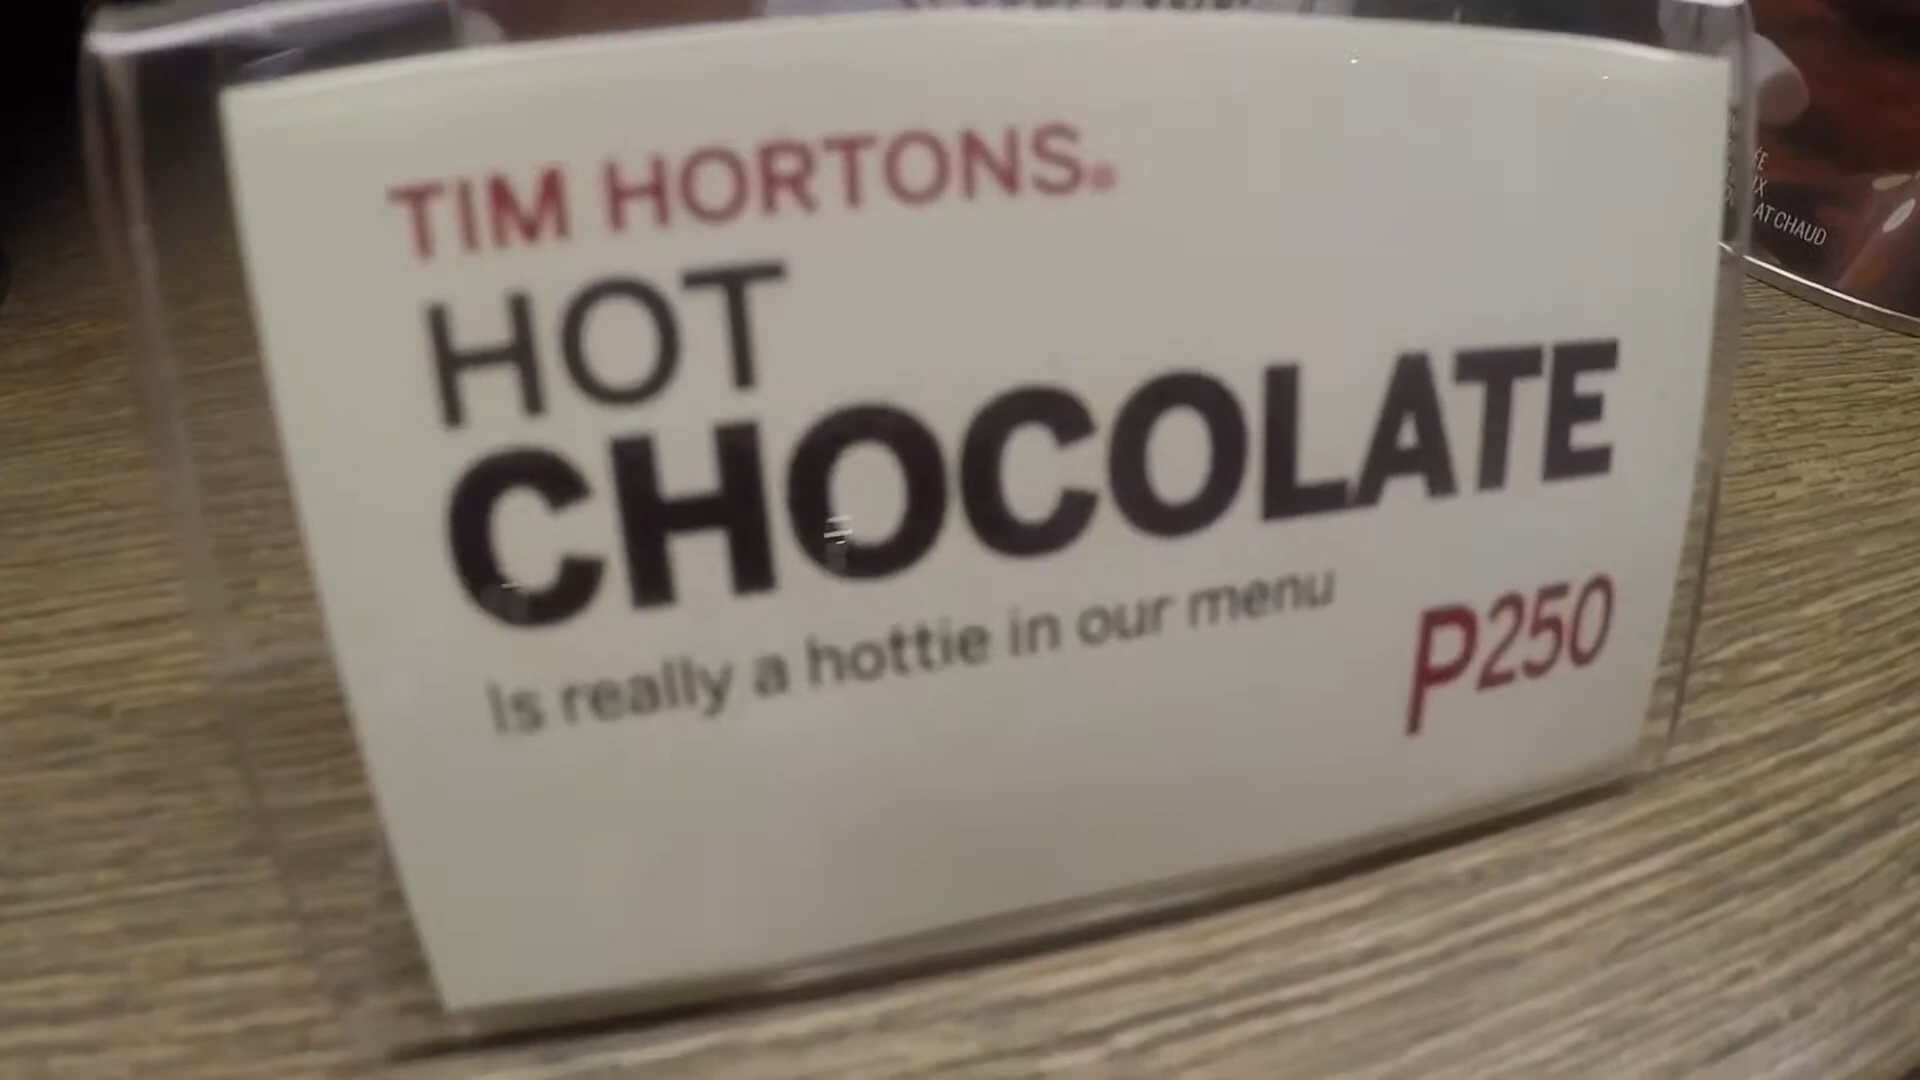 TIM HORTONS.
HOT
CHOCOLATE
Is really a hottie in our menu
P250
AT CHAUD